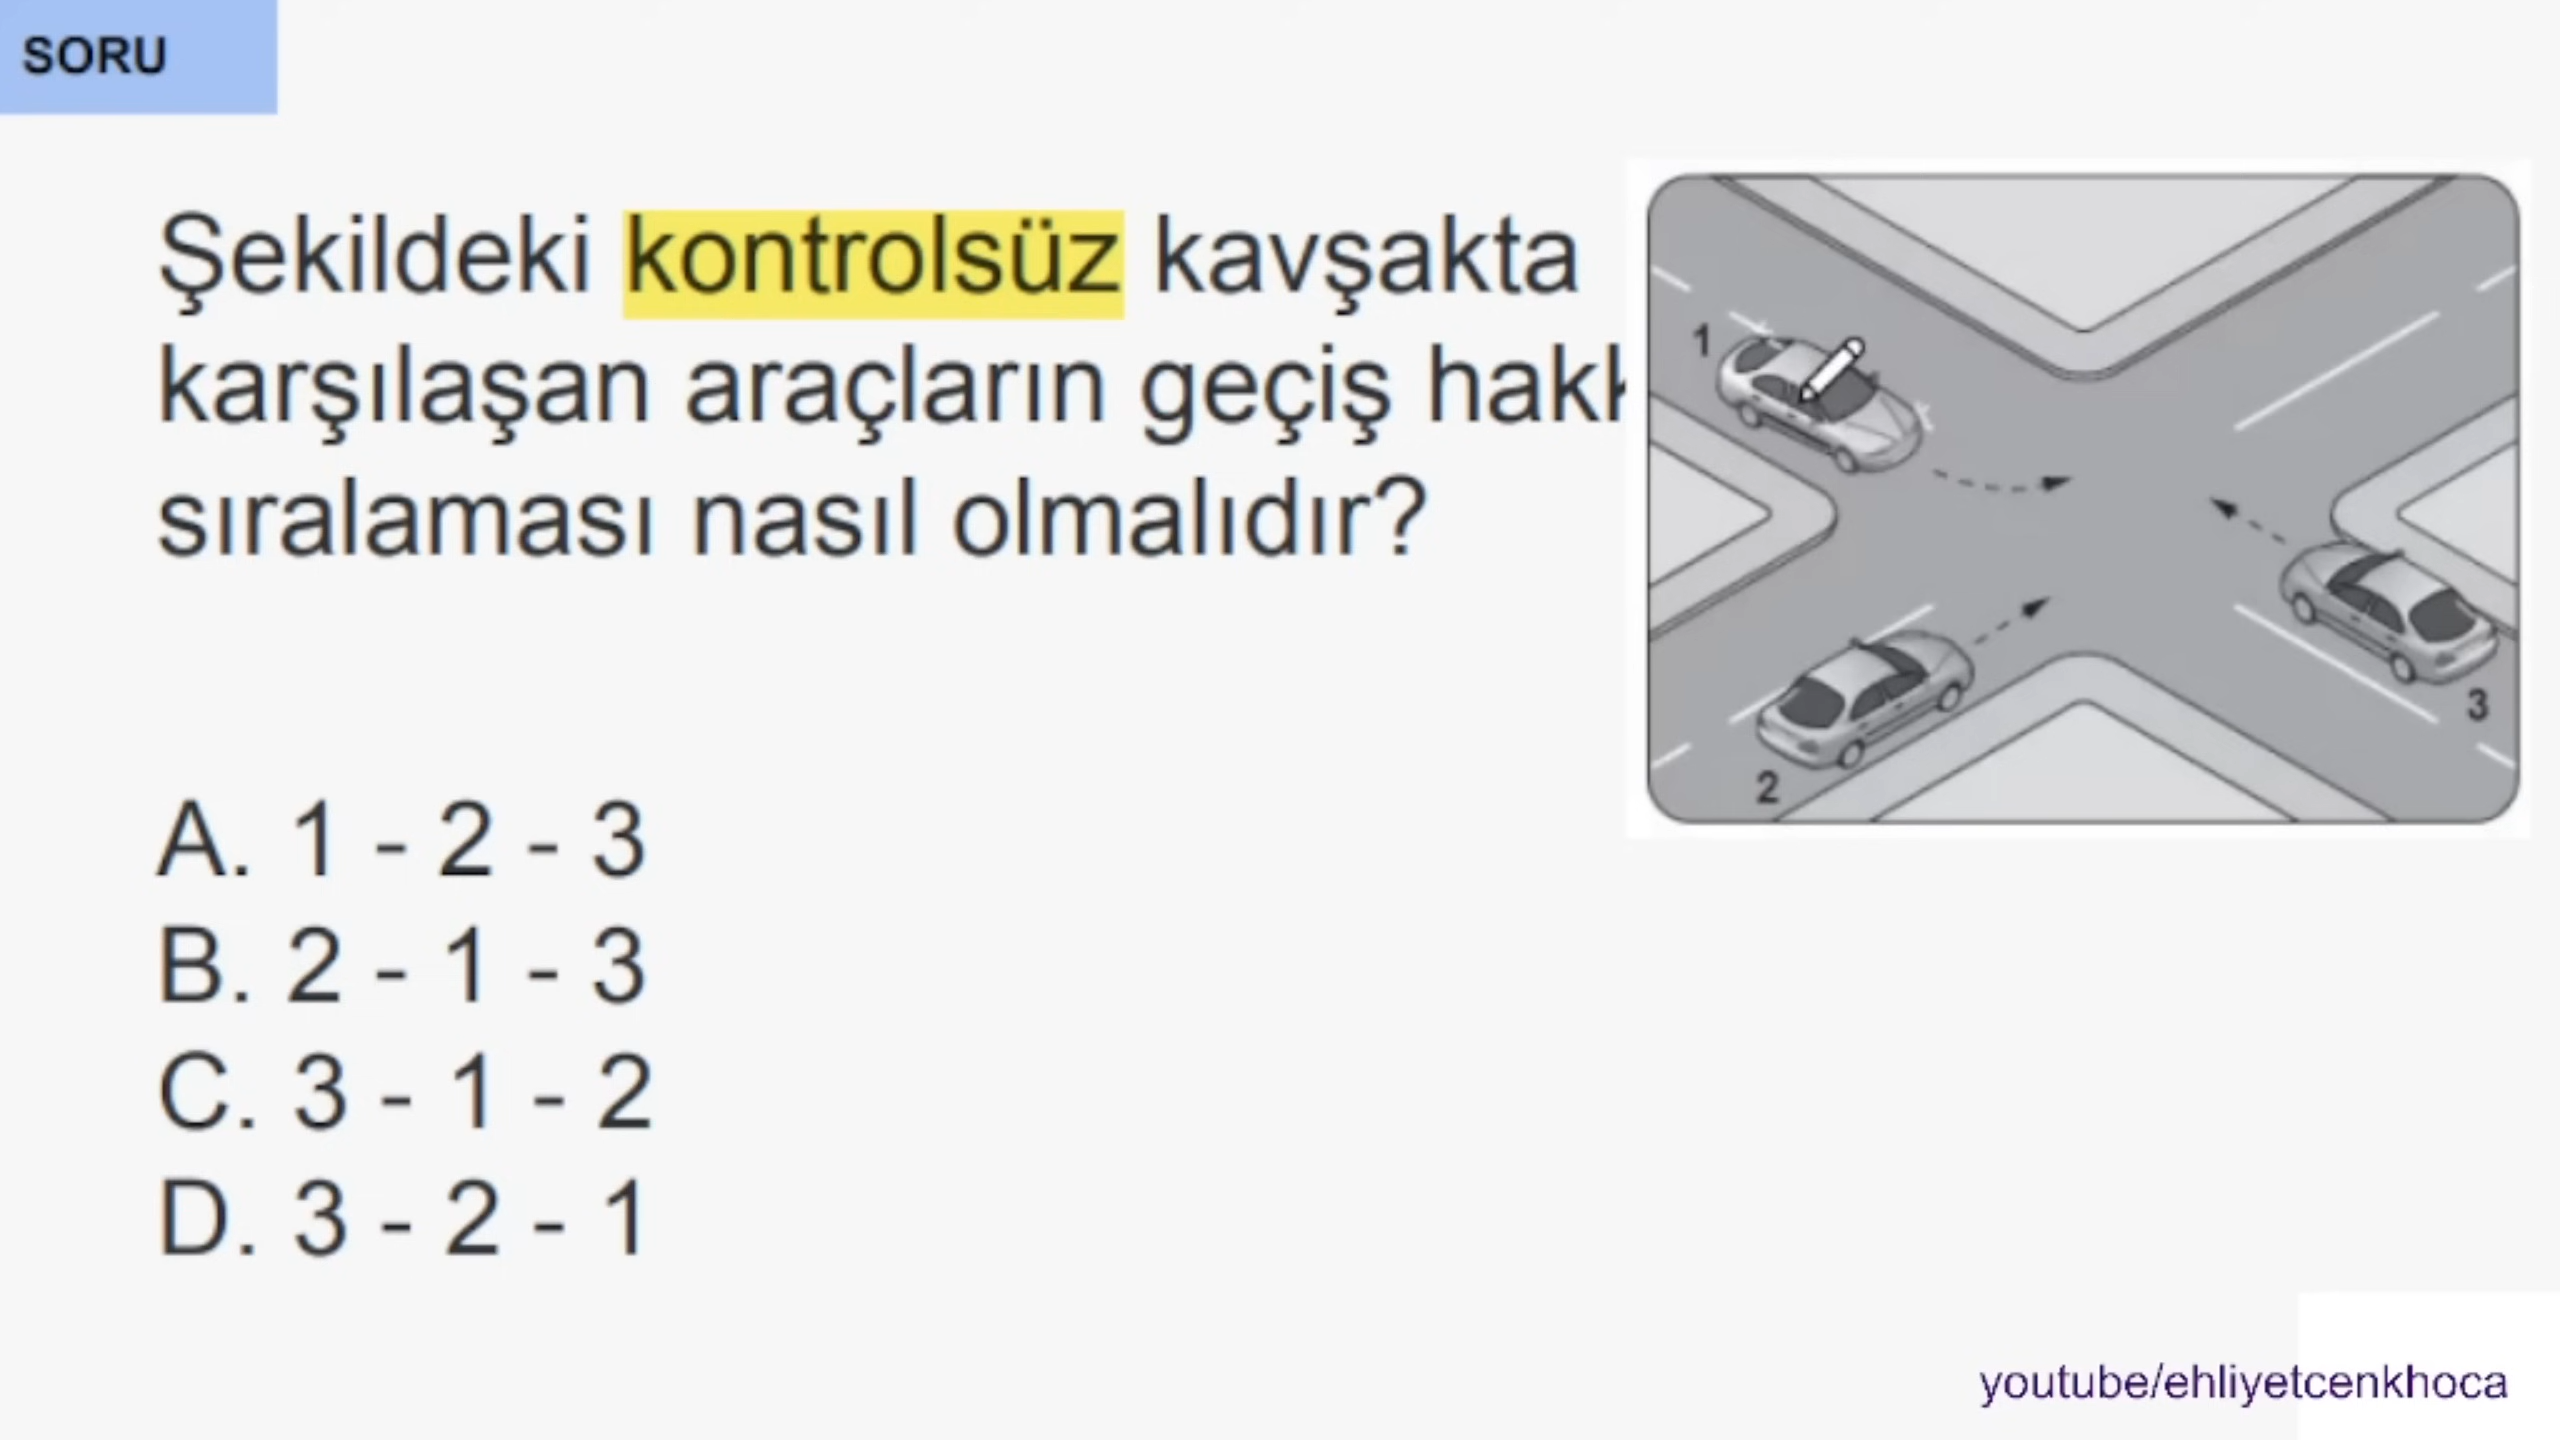 SORU
Şekildeki kontrolsüz kavşakta
karşılaşan araçların geçiş
sıralaması nasıl olmalıdır?
1
2
3
A. 1 - 2 - 3
B. 2 - 1 - 3
C. 3 - 1 - 2
D. 3 - 2 - 1
youtube/ehliyetcenkhoca